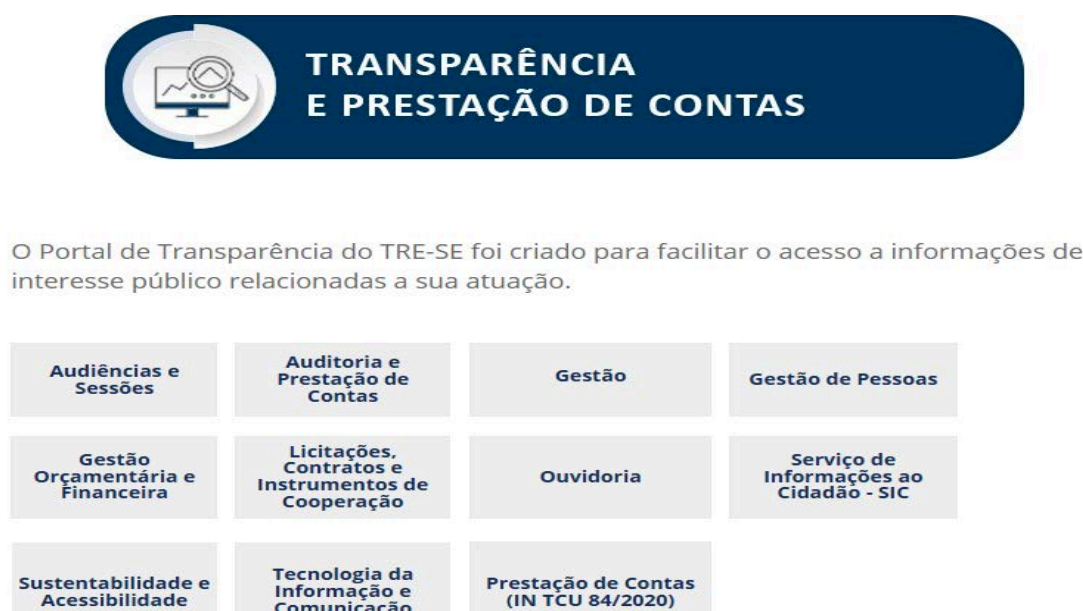 TRANSPARÊNCIA
E PRESTAÇÃO DE CONTAS
O Portal de Transparência do TRE-SE foi criado para facilitar o acesso a informações de
interesse público relacionadas a sua atuação.
Audiências e
Sessões
Auditoria e
Prestação de
Contas
Gestão
Gestão de Pessoas
Gestão
Orçamentária e
Financeira
Licitações,
Contratos e
Instrumentos de
Cooperação
Ouvidoria
Serviço de
Informações ao
Cidadão - SIC
Sustentabilidade e
Acessibilidade
Tecnologia da
Informação e
Comunicação
Prestação de Contas
(IN TCU 84/2020)